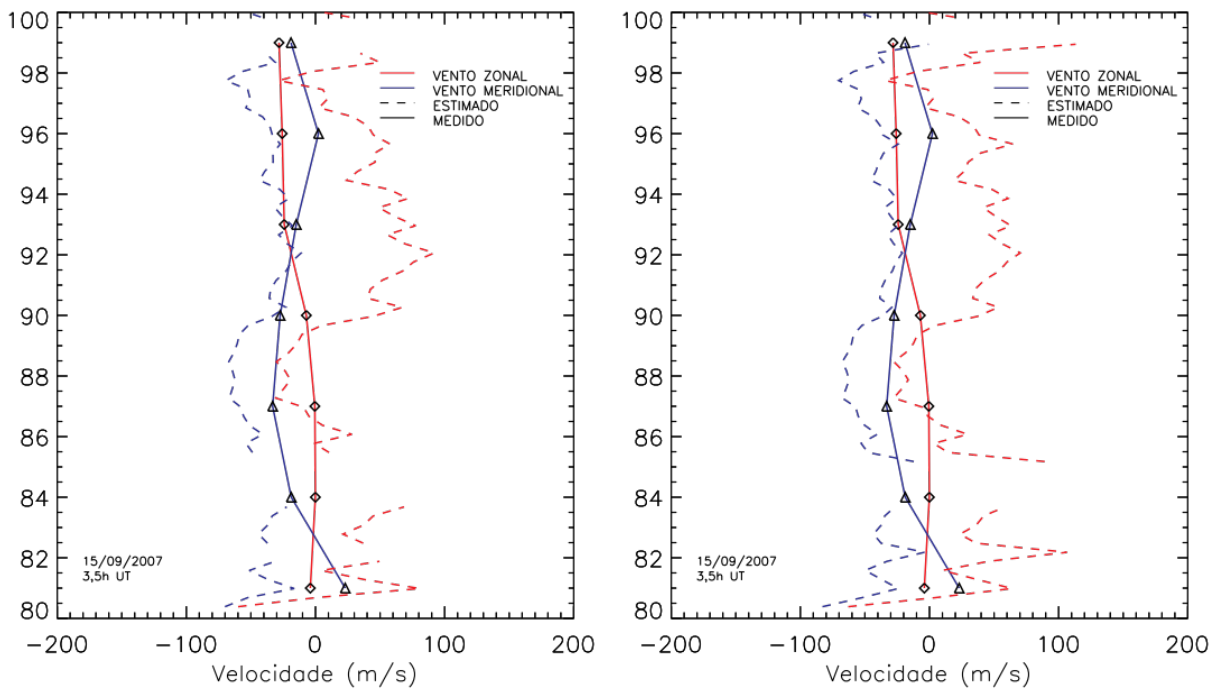 100
98
96
94
92
90
88
86
84
82
80
VENTO ZONAL
VENTO MERIDIONAL
ESTIMADO
MEDIDO
15/09/2007
3,5h UT
-200 -100 0 100 200
Velocidade (m/s)
100
98
96
94
92
90
88
86
84
82
80
VENTO ZONAL
VENTO MERIDIONAL
ESTIMADO
MEDIDO
15/09/2007
3,5h UT
-200 -100 0 100 200
Velocidade (m/s)